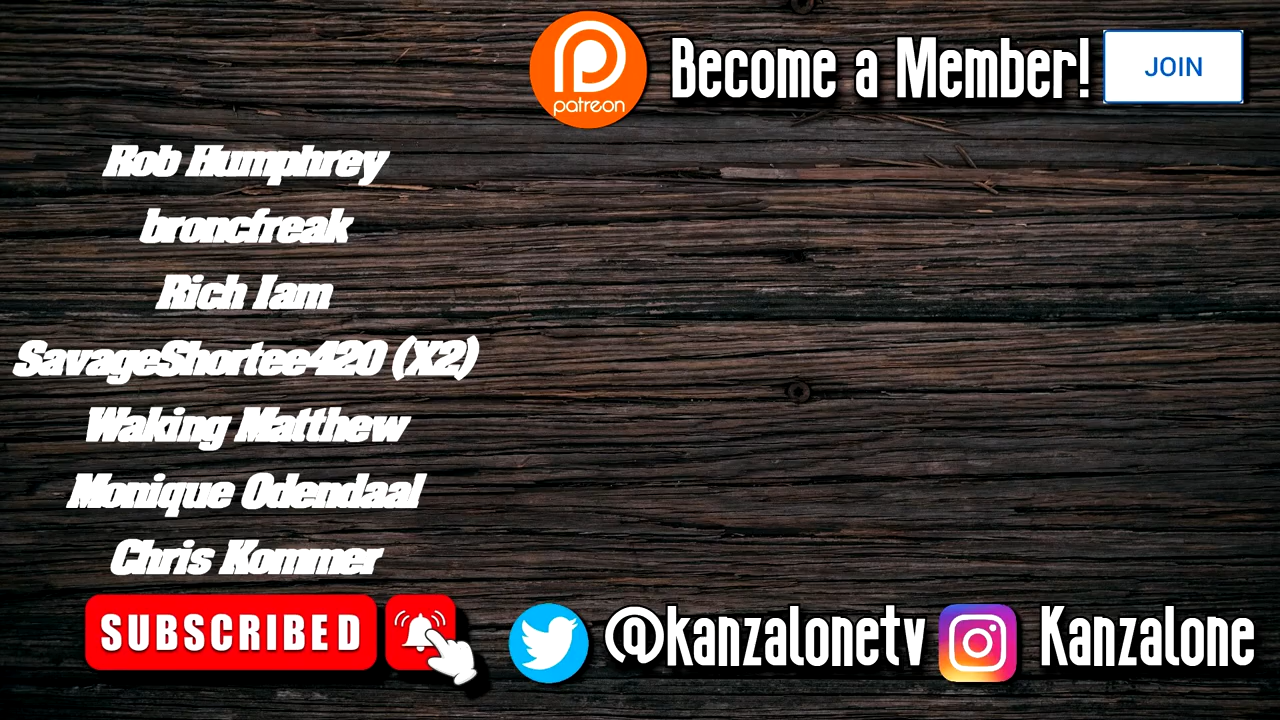 patreon
Become a Member!
JOIN
Rob Humphrey
broncfreak
Rich Iam
SavageShortee420 (X2)
Waking Matthew
Monique Odendaal
Chris Kommer
SUBSCRIBED
@kanzalonetv
Kanzalone